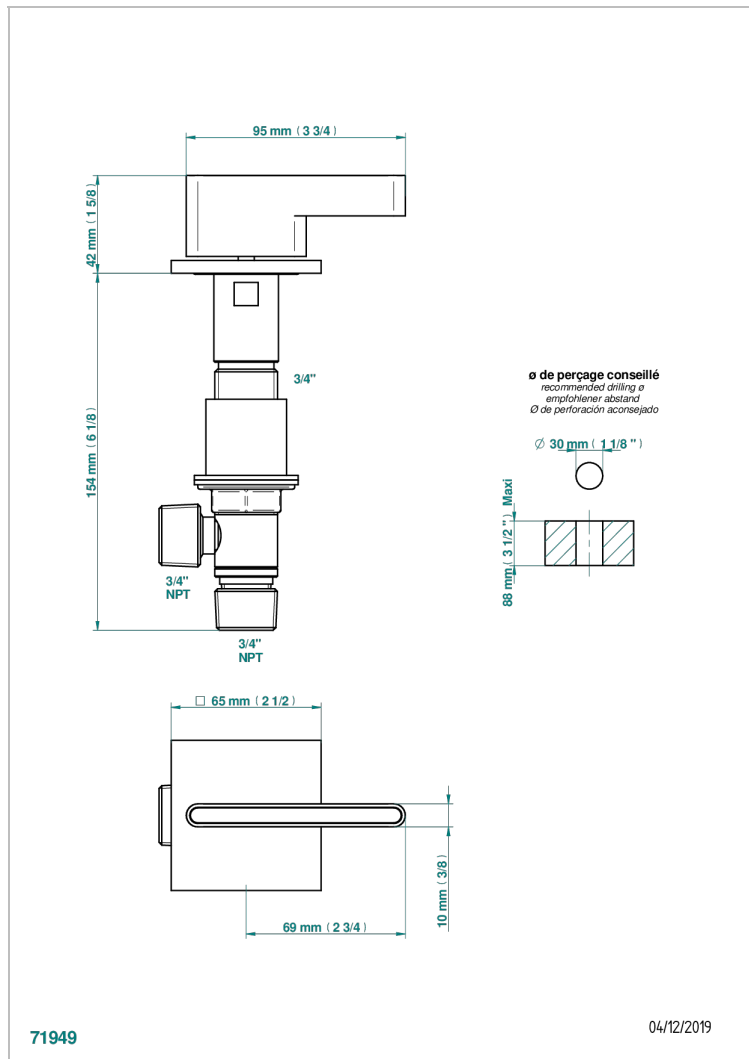 95 mm ( 3 3/4 )
42 mm ( 1 5/8 )
3/4"
154 mm ( 6 1/8 )
3/4"
NPT
3/4"
NPT
ø de perçage conseillé
recommended drilling ø
empfohlener abstand
Ø de perforación aconsejado
∅ 30 mm ( 1 1/8 " )
88 mm ( 3 1/2 " ) Maxi
□ 65 mm ( 2 1/2 )
10 mm ( 3/8 )
69 mm ( 2 3/4 )
71949
04/12/2019